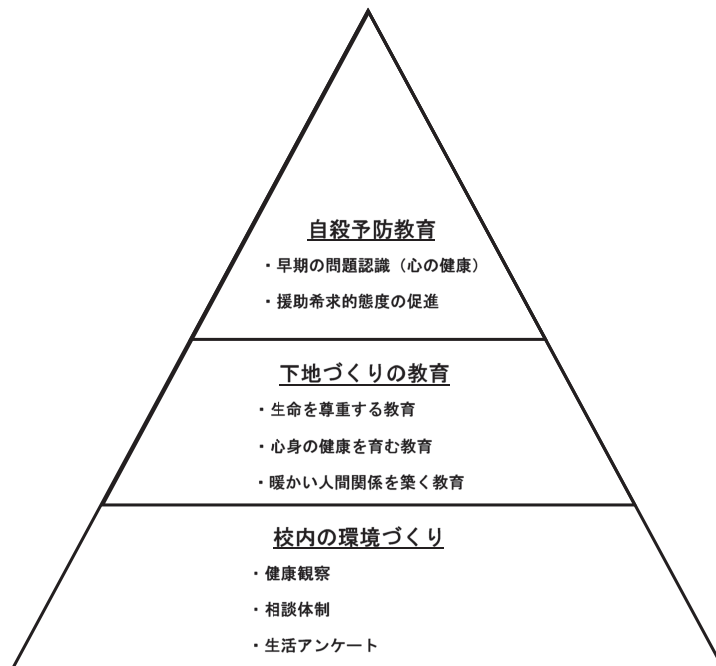 自殺予防教育
・早期の問題認識（心の健康）
・援助希求的態度の促進
下地づくりの教育
・生命を尊重する教育
・心身の健康を育む教育
・暖かい人間関係を築く教育
校内の環境づくり
・健康観察
・相談体制
・生活アンケート